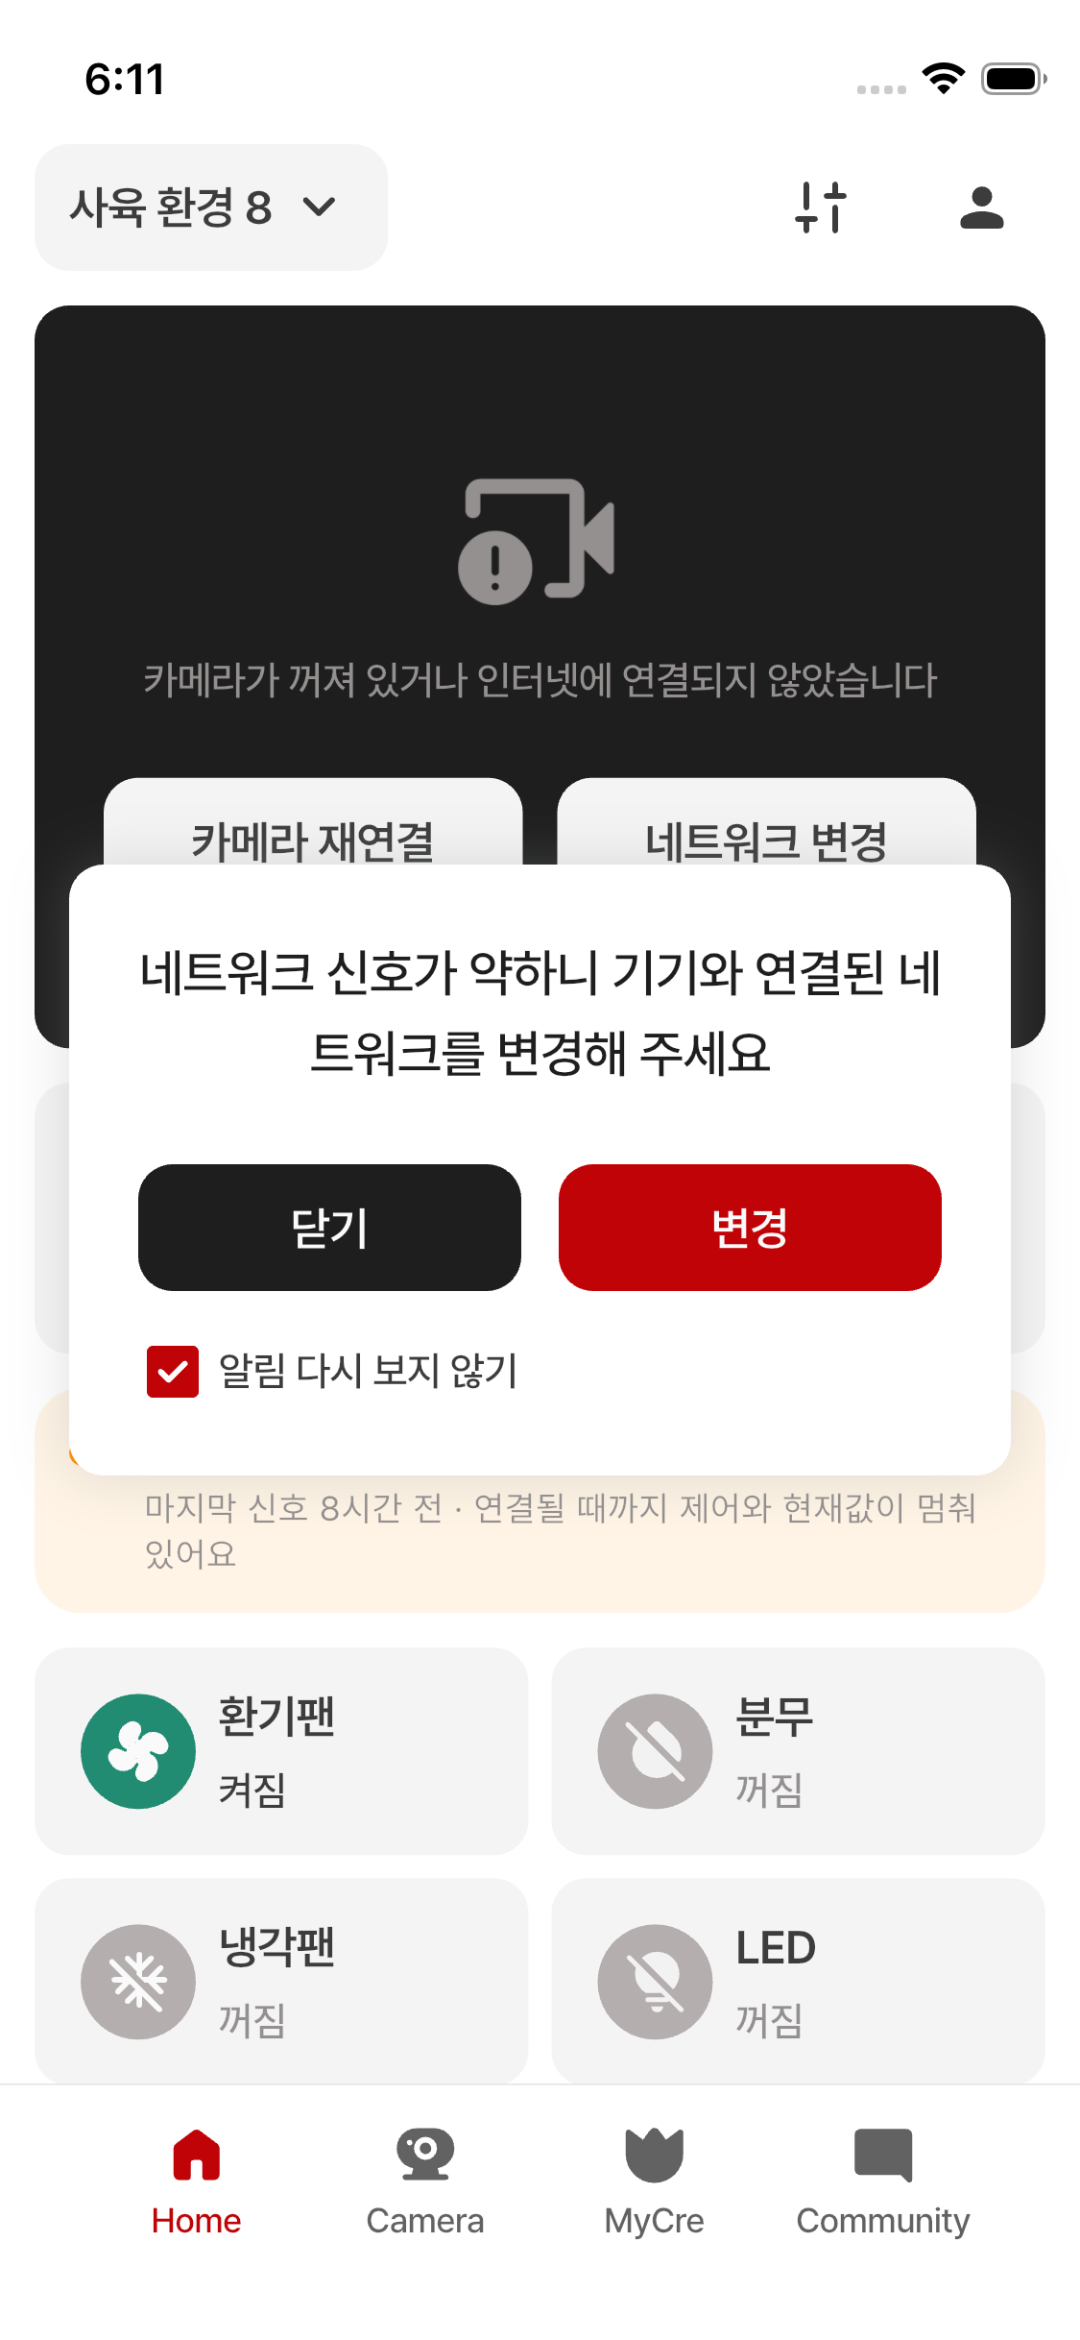 6:11
사육 환경 8
카메라가 꺼져 있거나 인터넷에 연결되지 않았습니다
카메라 재연결
네트워크 변경
네트워크 신호가 약하니 기기와 연결된 네
트워크를 변경해 주세요
닫기
변경
알림 다시 보지 않기
마지막 신호 8시간 전 · 연결될 때까지 제어와 현재값이 멈춰
있어요
환기팬
켜짐
분무
꺼짐
냉각팬
꺼짐
LED
꺼짐
Home
Camera
MyCre
Community